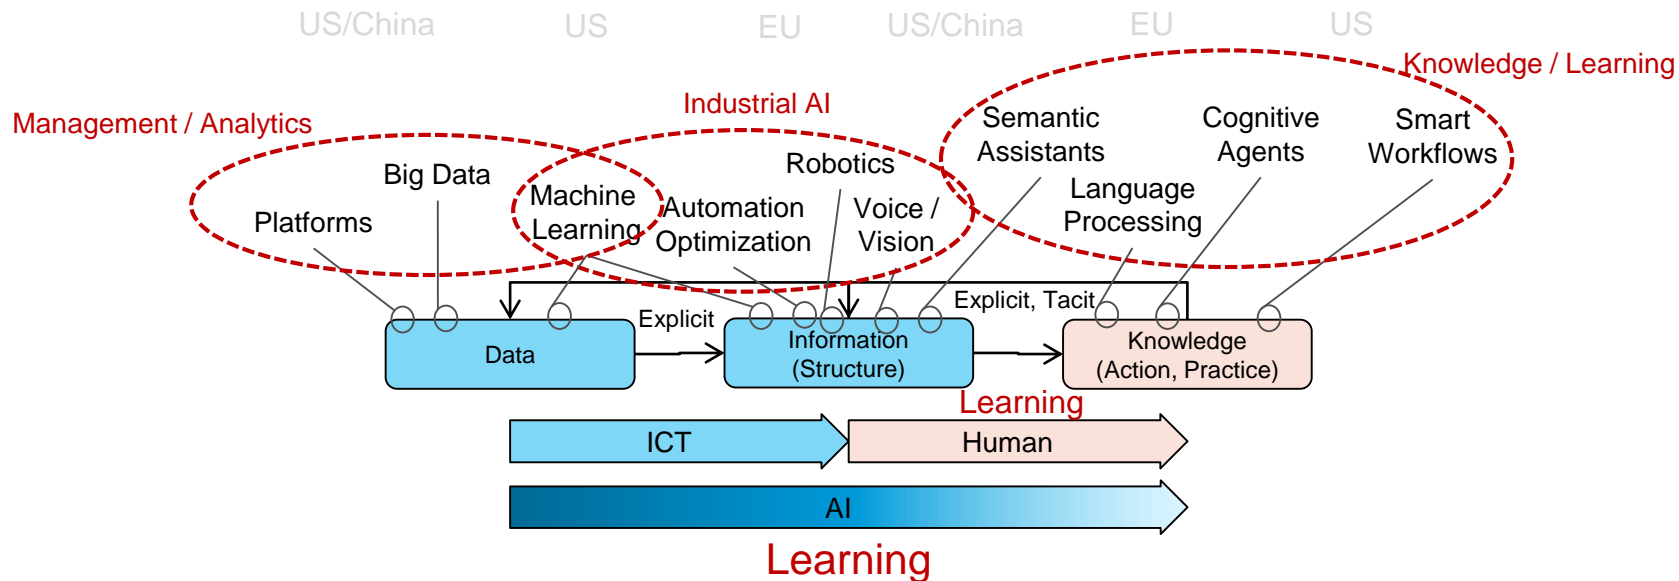 US/China
US
EU
US/China
EU
US
Knowledge / Learning
Industrial AI
Management / Analytics
Semantic
Assistants
Cognitive
Agents
Smart
Workflows
Robotics
Big Data
Machine
Learning
Language
Processing
Platforms
Automation
Optimization
Voice /
Vision
Explicit
Explicit, Tacit
Data
Information
(Structure)
Knowledge
(Action, Practice)
Learning
ICT
Human
AI
Learning